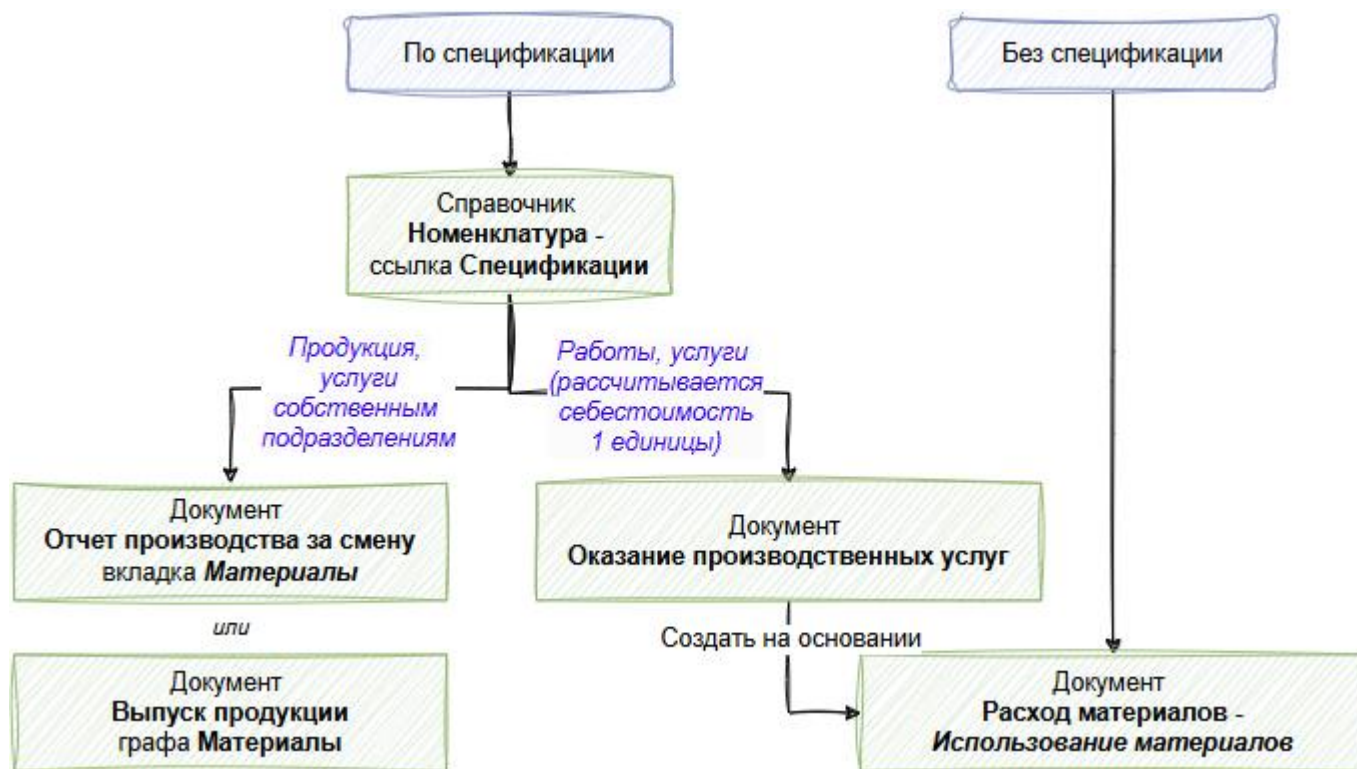 По спецификации
Без спецификации
Справочник
Номенклатура -
ссылка Спецификации
Продукция,
услуги
собственным
подразделениям
Работы, услуги
(рассчитывается
себестоимость
1 единицы)
Документ
Отчет производства за смену
вкладка Материалы
Документ
Оказание производственных услуг
или
Создать на основании
Документ
Выпуск продукции
графа Материалы
Документ
Расход материалов -
Использование материалов